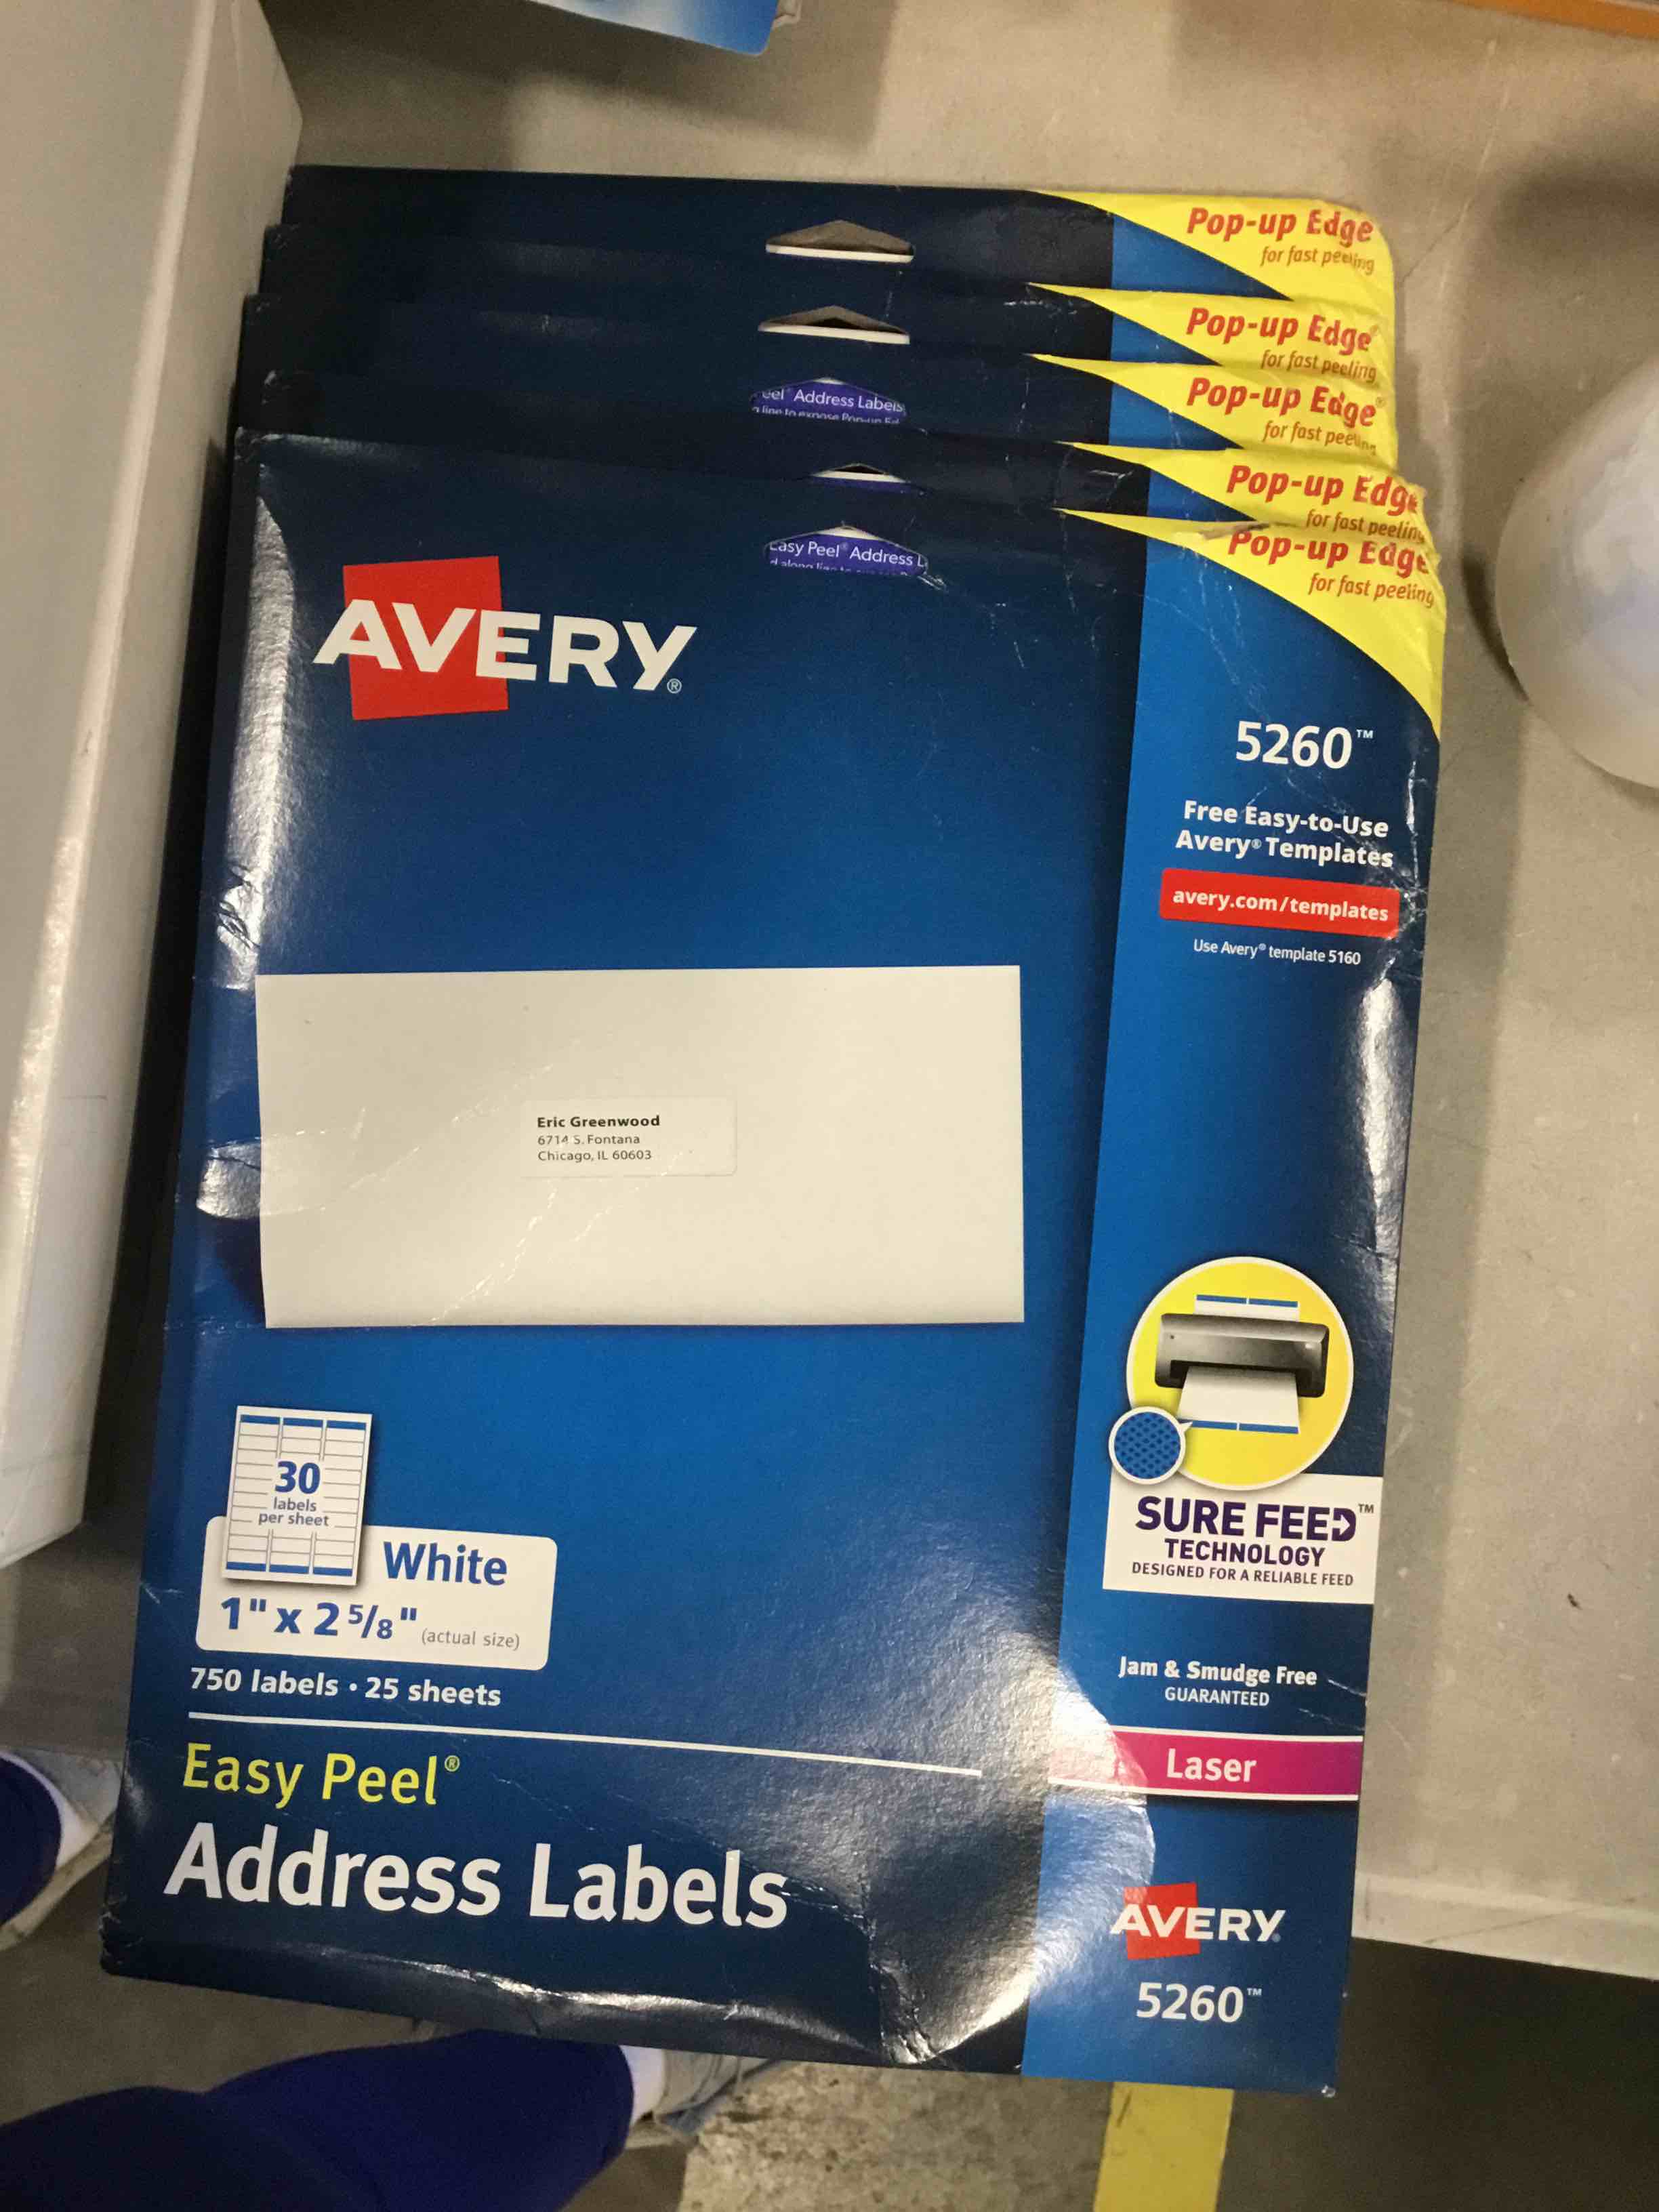 Pop-up Edge
for fast peeling
Pop-up Edge®
for fast peeling
Address Labels
Pop-up Edge®
for fast
Pop-up Edge
for fast peeling
Easy Peel® Address
Pop-up Edge
for fast peeling
AVERY®
5260™
Free Easy-to-Use
Avery® Templates
avery.com/templates
Use Avery® template 5160
Eric Greenwood
6714 S. Fontana
Chicago, IL 60603
30
labels
per sheet
White
1" x 2 5/8" (actual size)
750 labels • 25 sheets
Easy Peel®
Address Labels
SURE FEED™
TECHNOLOGY
DESIGNED FOR A RELIABLE FEED
Jam & Smudge Free
GUARANTEED
Laser
AVERY
5260™